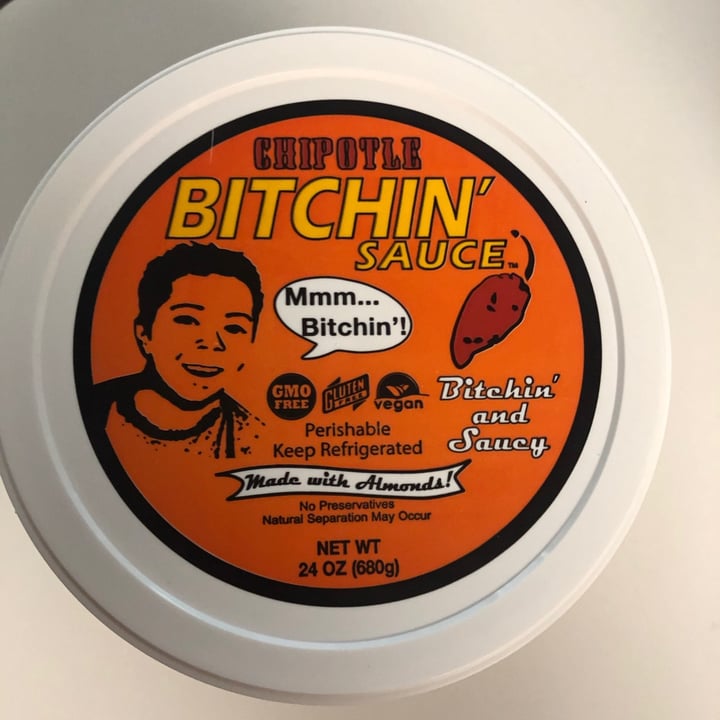 CHIPOTLE
BITCHIN'
SAUCE™
Mmm...
Bitchin'!
GMO
FREE
GLUTEN
FREE
vegan
Bitchin'
and
Saucy
Perishable
Keep Refrigerated
Made with Almonds!
No Preservatives
Natural Separation May Occur
NET WT
24 OZ (680g)